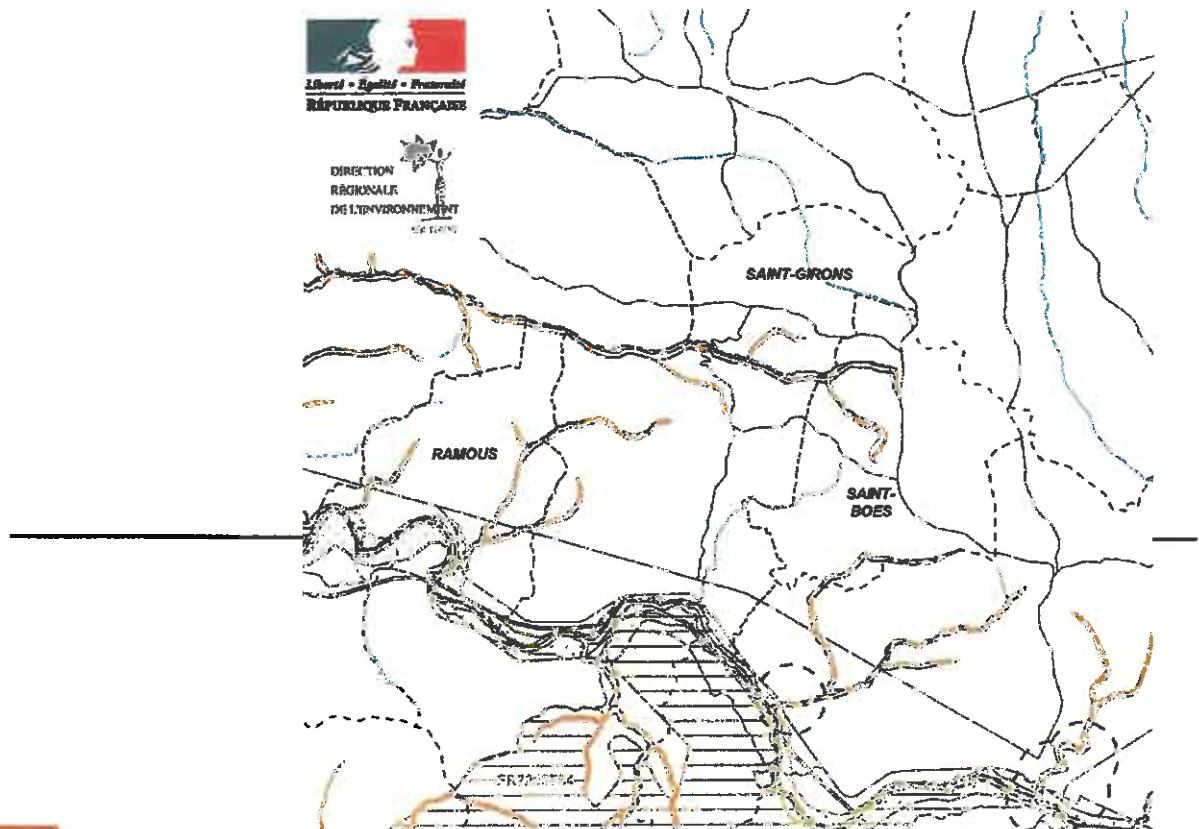 Liberté • Égalité • Fraternité
RÉPUBLIQUE FRANÇAISE
DIRECTION
RÉGIONALE
DE L'ENVIRONNEMENT
SAINT-GIRONS
RAMOUS
SAINT-
BOES